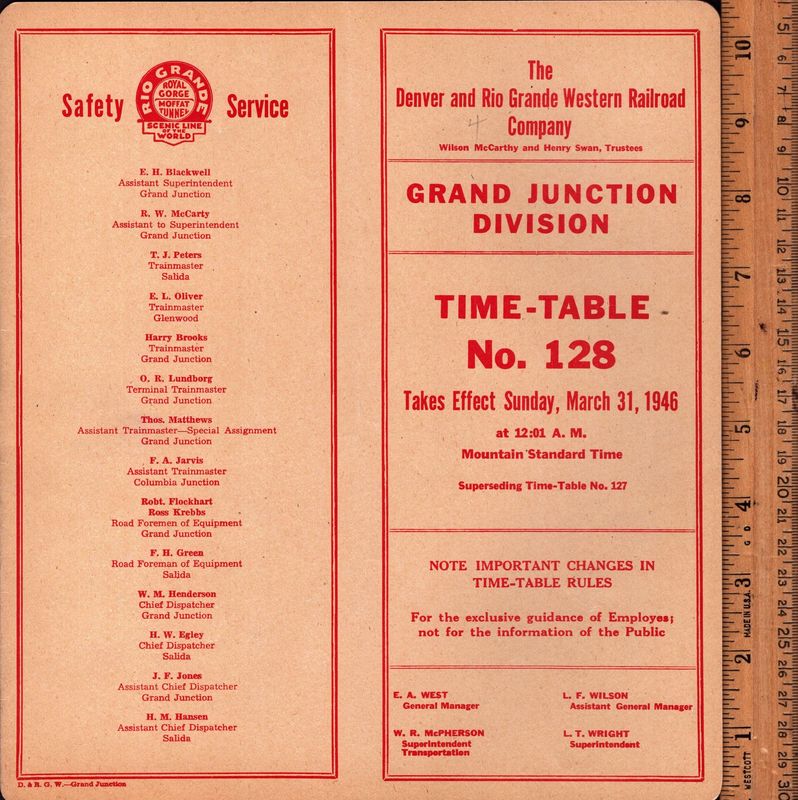 Safety
RIO GRANDE
ROYAL
GORGE
MOFFAT
TUNNEL
SCENIC LINE
OF THE
WORLD
Service
E. H. Blackwell
Assistant Superintendent
Grand Junction
R. W. McCarty
Assistant to Superintendent
Grand Junction
T. J. Peters
Trainmaster
Salida
E. L. Oliver
Trainmaster
Glenwood
Harry Brooks
Trainmaster
Grand Junction
O. R. Lundborg
Terminal Trainmaster
Grand Junction
Thos. Matthews
Assistant Trainmaster—Special Assignment
Grand Junction
F. A. Jarvis
Assistant Trainmaster
Columbia Junction
Robt. Flockhart
Ross Krebbs
Road Foremen of Equipment
Grand Junction
F. H. Green
Road Foreman of Equipment
Salida
W. M. Henderson
Chief Dispatcher
Grand Junction
H. W. Egley
Chief Dispatcher
Salida
J. F. Jones
Assistant Chief Dispatcher
Grand Junction
H. M. Hansen
Assistant Chief Dispatcher
Salida
D. & R. G. W.—Grand Junction
The
Denver and Rio Grande Western Railroad
Company
4
Wilson McCarthy and Henry Swan, Trustees
GRAND JUNCTION
DIVISION
TIME-TABLE
No. 128
Takes Effect Sunday, March 31, 1946
at 12:01 A. M.
Mountain Standard Time
Superseding Time-Table No. 127
NOTE IMPORTANT CHANGES IN
TIME-TABLE RULES
For the exclusive guidance of Employes;
not for the information of the Public
E. A. WEST
General Manager
L. F. WILSON
Assistant General Manager
W. R. McPHERSON
Superintendent
Transportation
L. T. WRIGHT
Superintendent
10
9
8
7
6
5
4
3
2
1
G D
MADE IN U.S.A.
WESTCOTT
5
6
7
8
9
10
11
12
13
14
15
16
17
18
19
20
21
22
23
24
25
26
27
28
29
30